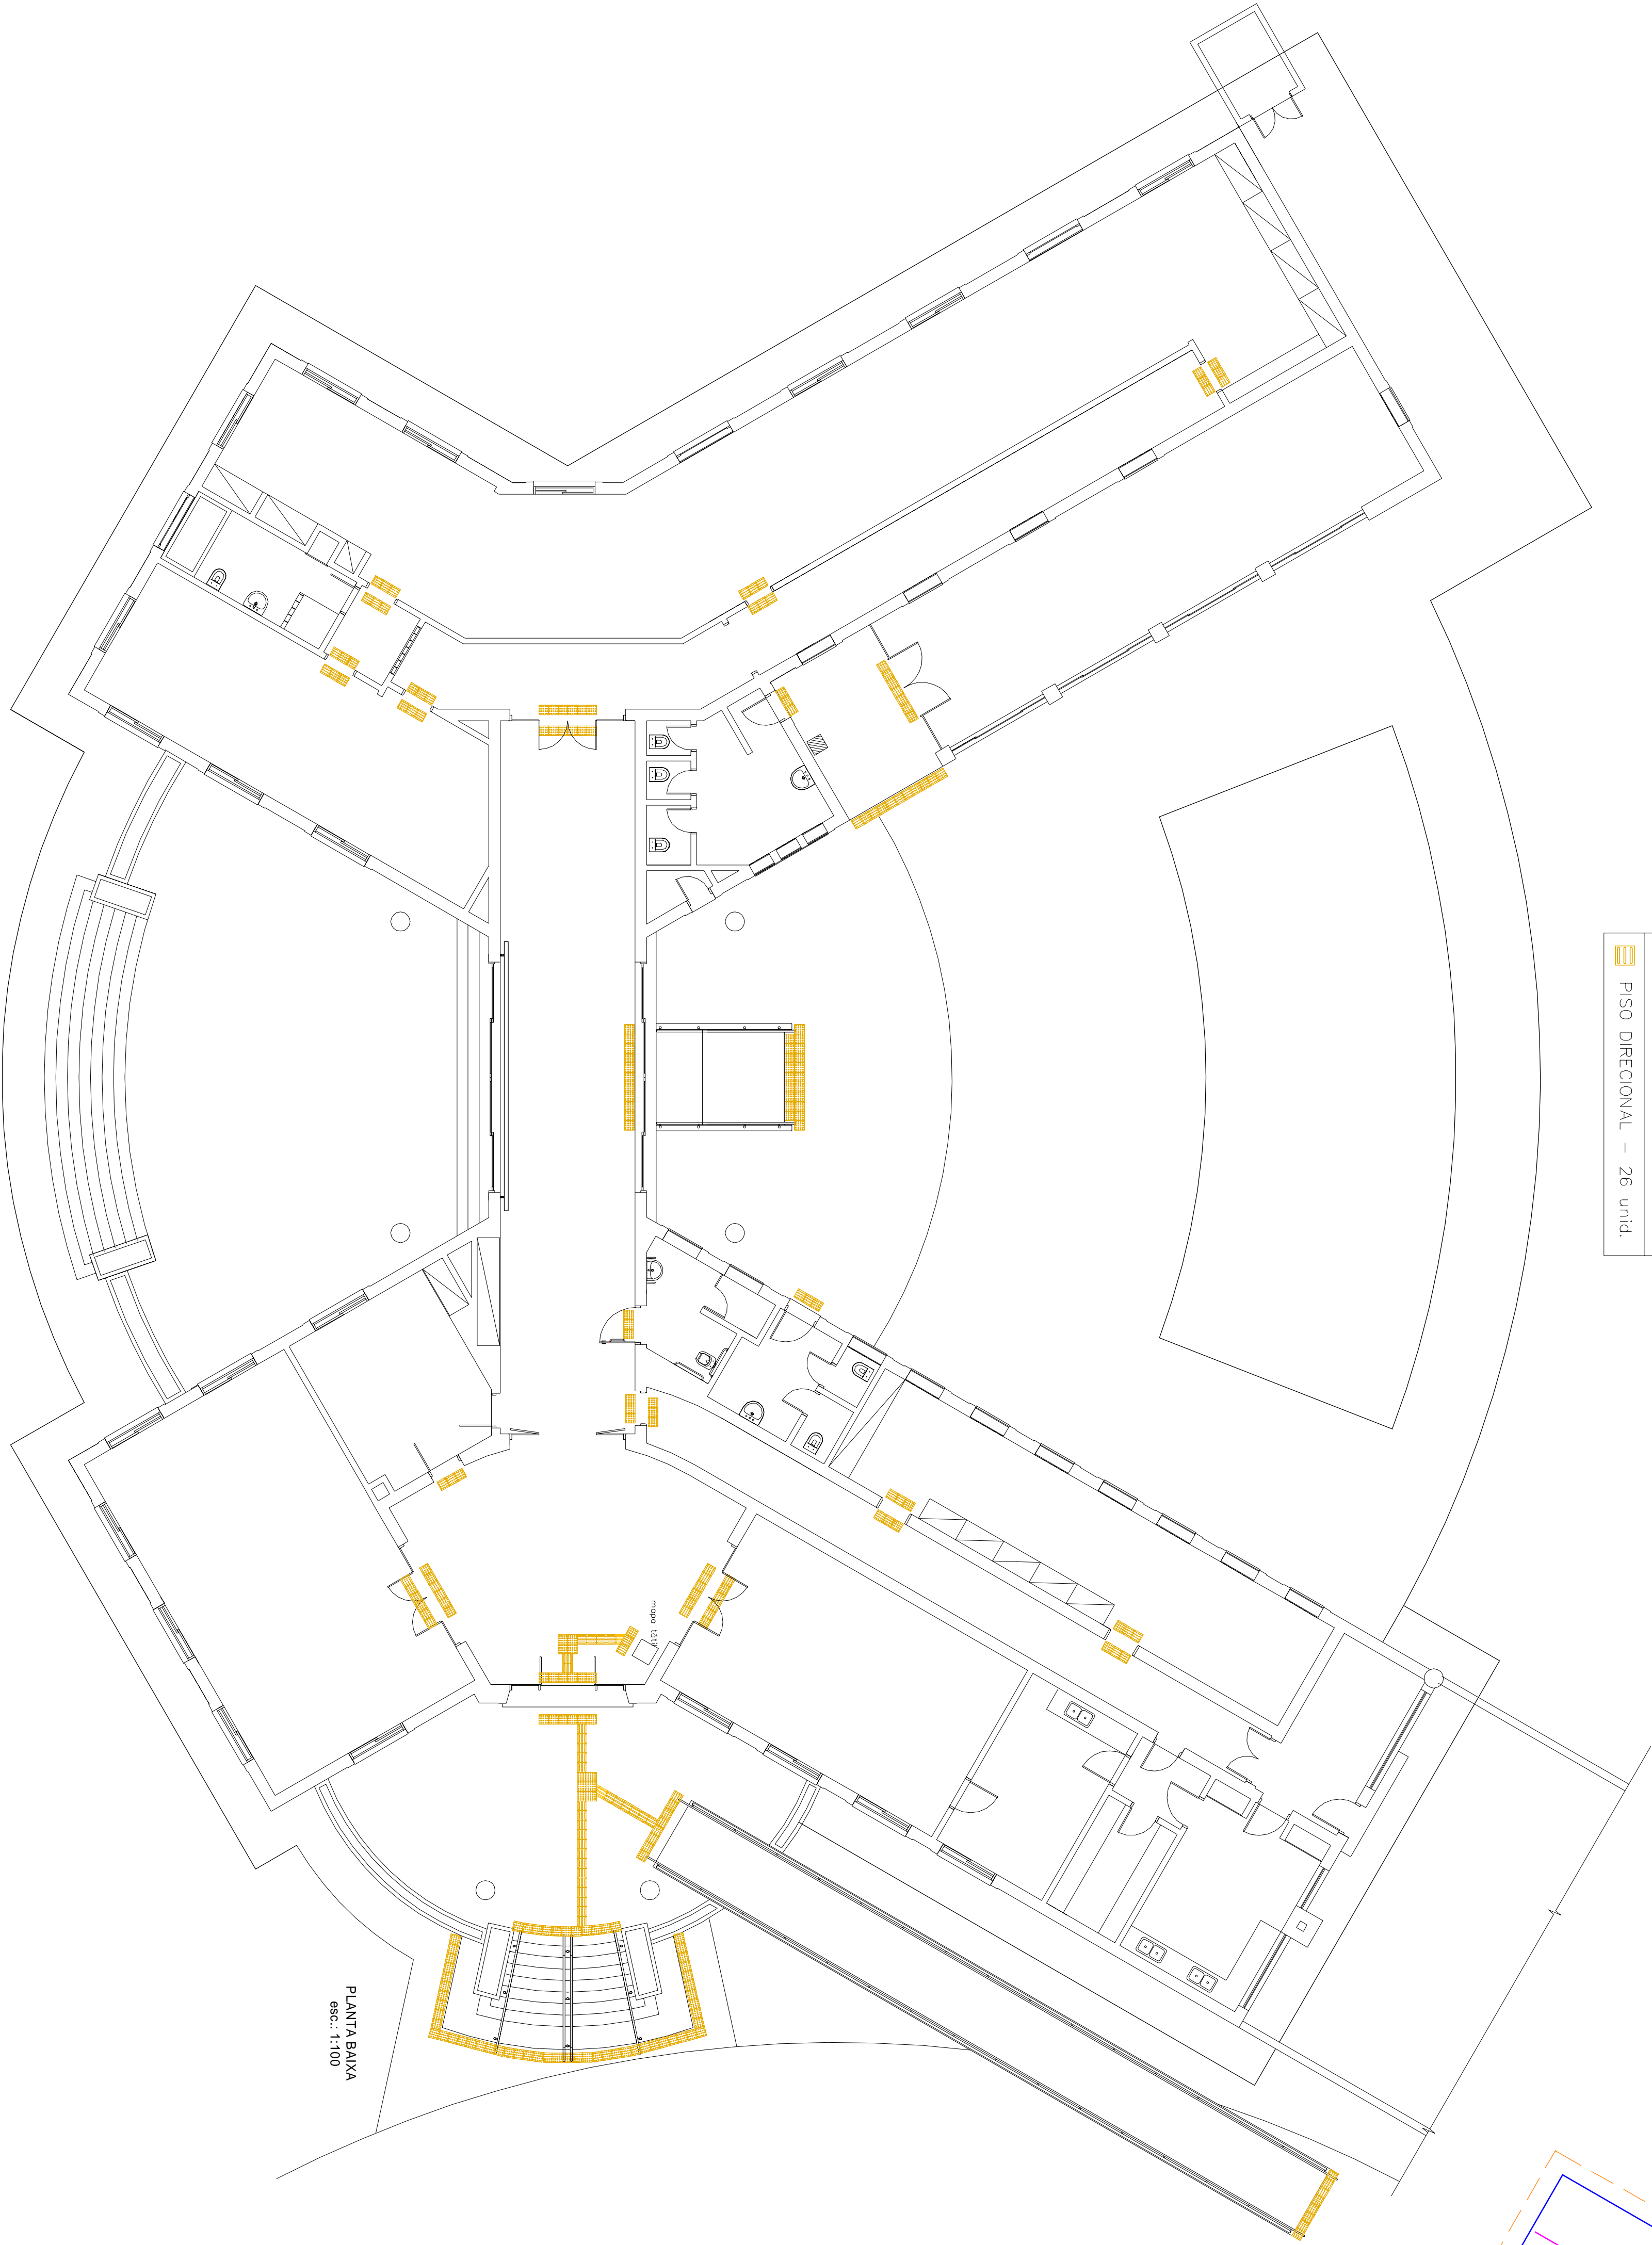 PISO DIRECIONAL - 26 unid.
mapa tátil
PLANTA BAIXA
esc.: 1:100